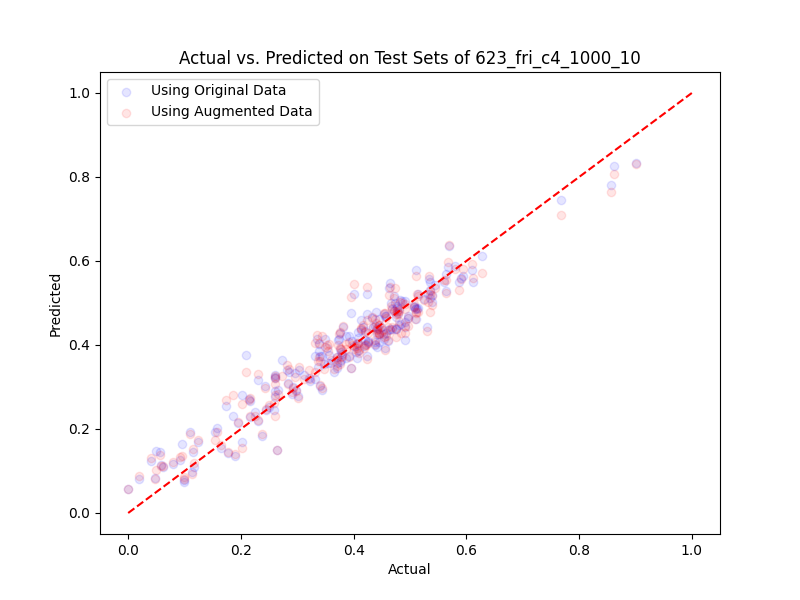 Actual vs. Predicted on Test Sets of 623_fri_c4_1000_10
Using Original Data
Using Augmented Data
1.0
0.8
0.6
0.4
0.2
0.0
Predicted
0.0 0.2 0.4 0.6 0.8 1.0
Actual